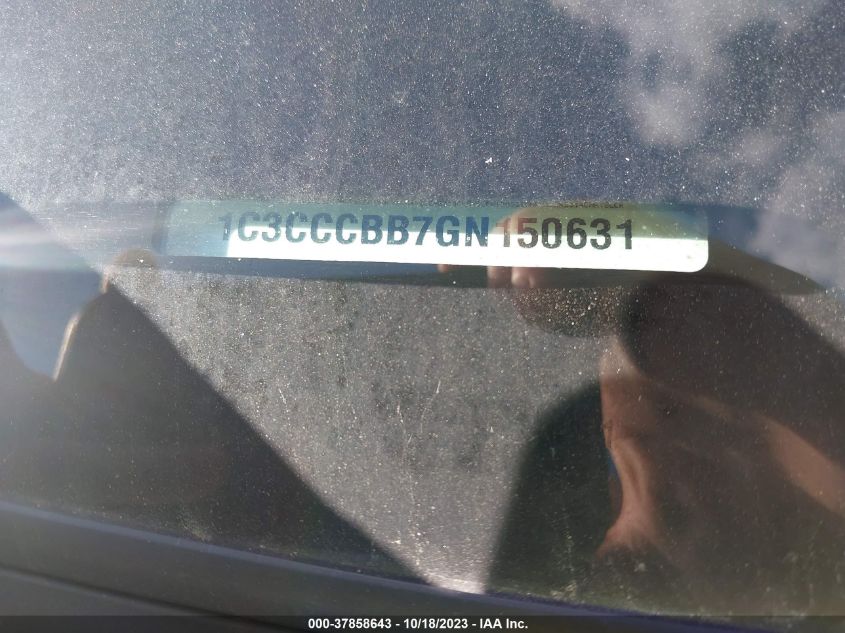 1C3CCCBB7GN150631
000-37858643 - 10/18/2023 - IAA Inc.